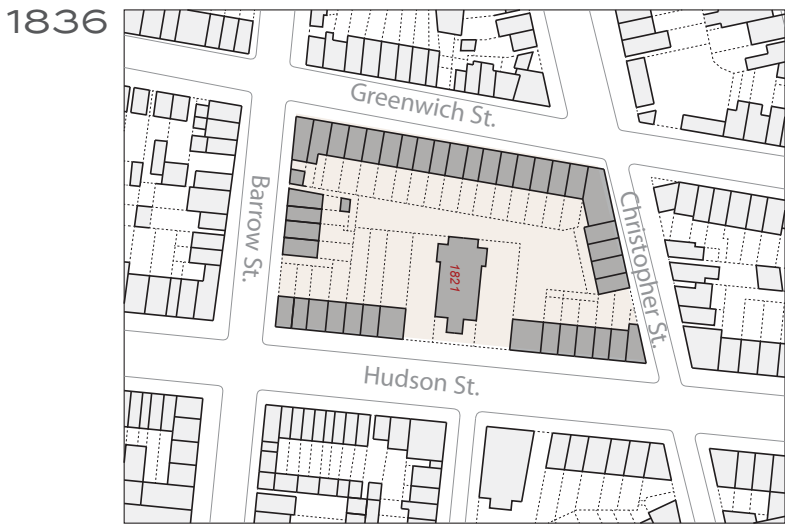 1836
Greenwich St.
Barrow St.
Christopher St.
1821
Hudson St.